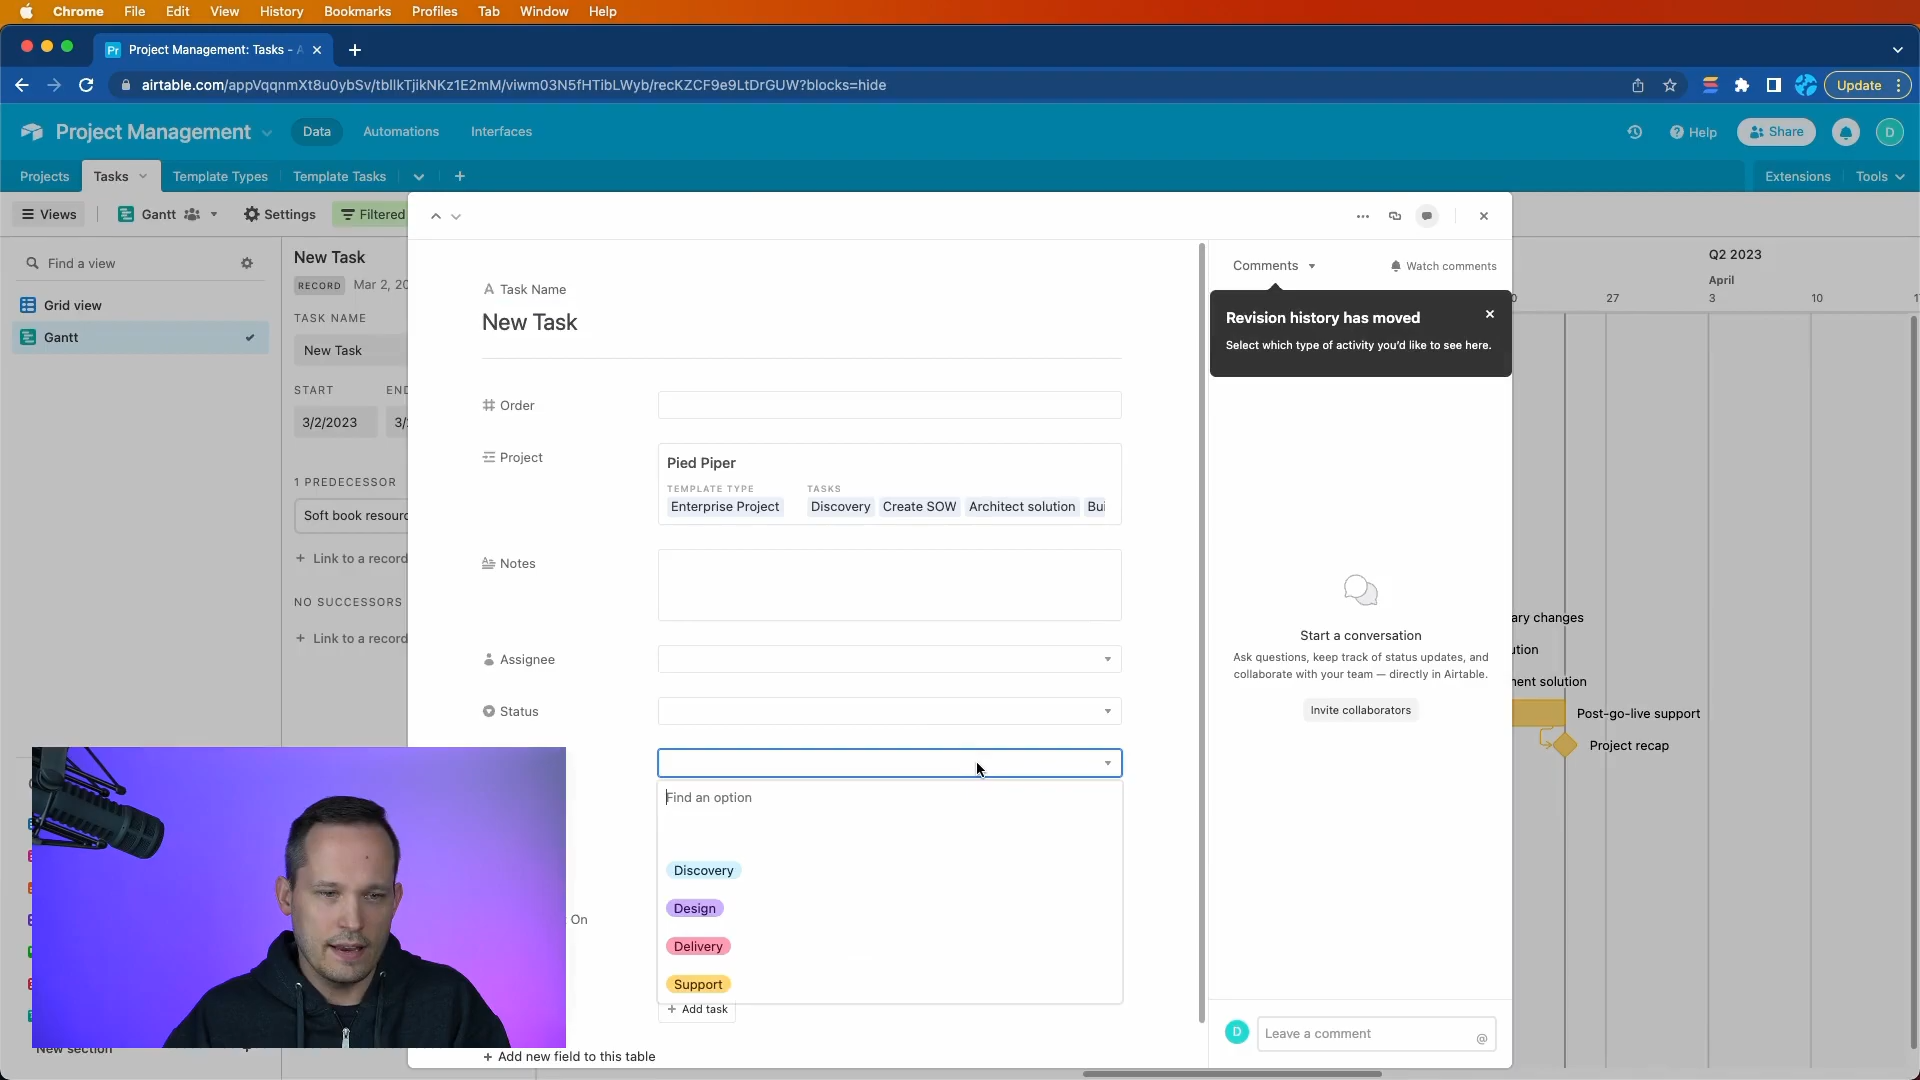 Chrome File Edit View History Bookmarks Profiles Tab Window Help
Project Management: Tasks - A
airtable.com/appVqqnmXt8u0ybSv/tbllkTjikNKz1E2mM/viwm03N5fHTibLWyb/recKZCF9e9LtDrGUW?blocks=hide
Update
Project Management Data Automations Interfaces
Help Share D
Projects Tasks Template Types Template Tasks
Extensions Tools
Views Gantt Settings Filtered
Find a view
Grid view
Gantt
New section
New Task
RECORD Mar 2, 20
TASK NAME
New Task
START END
3/2/2023 3/
1 PREDECESSOR
Soft book resourc
+ Link to a record
NO SUCCESSORS
+ Link to a record
Task Name
New Task
Order
Project
Pied Piper
TEMPLATE TYPE TASKS
Enterprise Project Discovery Create SOW Architect solution Bui
Notes
Assignee
Status
Find an option
Discovery
Design
On
Delivery
Support
+ Add task
+ Add new field to this table
Comments Watch comments
Revision history has moved
Select which type of activity you'd like to see here.
Start a conversation
Ask questions, keep track of status updates, and
collaborate with your team — directly in Airtable.
Invite collaborators
D Leave a comment @
Q2 2023
April
27 3 10
ary changes
ution
nent solution
Post-go-live support
Project recap